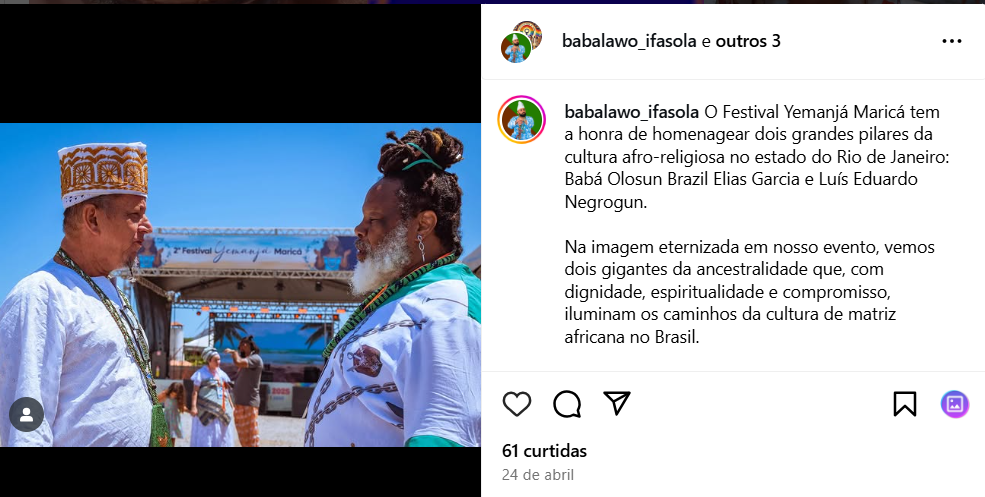 babalawo_ifasola e outros 3
babalawo_ifasola O Festival Yemanjá Maricá tem
a honra de homenagear dois grandes pilares da
cultura afro-religiosa no estado do Rio de Janeiro:
Babá Olosun Brazil Elias Garcia e Luís Eduardo
Negrogun.
Na imagem eternizada em nosso evento, vemos
dois gigantes da ancestralidade que, com
dignidade, espiritualidade e compromisso,
iluminam os caminhos da cultura de matriz
africana no Brasil.
2º Festival Yemanjá Maricá
2025
61 curtidas
24 de abril